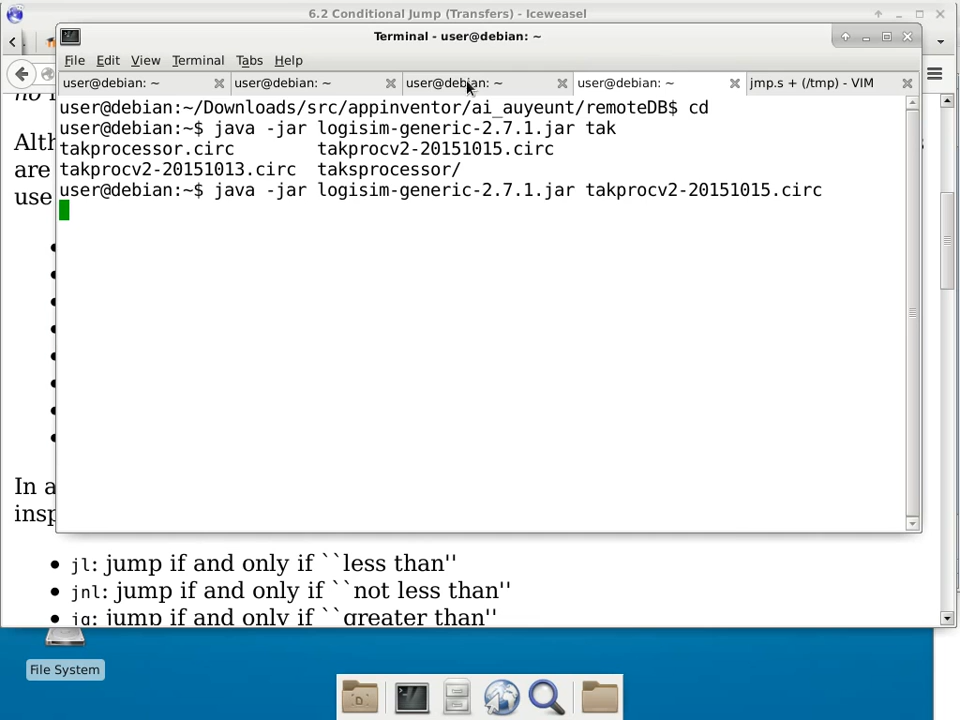 6.2 Conditional Jump (Transfers) - Iceweasel
Terminal - user@debian: ~
File Edit View Terminal Tabs Help
user@debian: ~ user@debian: ~ user@debian: ~ user@debian: ~ jmp.s + (/tmp) - VIM
user@debian:~/Downloads/src/appinventor/ai_auyeunt/remoteDB$ cd
user@debian:~$ java -jar logisim-generic-2.7.1.jar tak
takprocessor.circ takprocv2-20151015.circ
takprocv2-20151013.circ taksprocessor/
user@debian:~$ java -jar logisim-generic-2.7.1.jar takprocv2-20151015.circ
are
use
In a
• jl: jump if and only if ``less than''
• jnl: jump if and only if ``not less than''
• jg: jump if and only if ``greater than''
File System